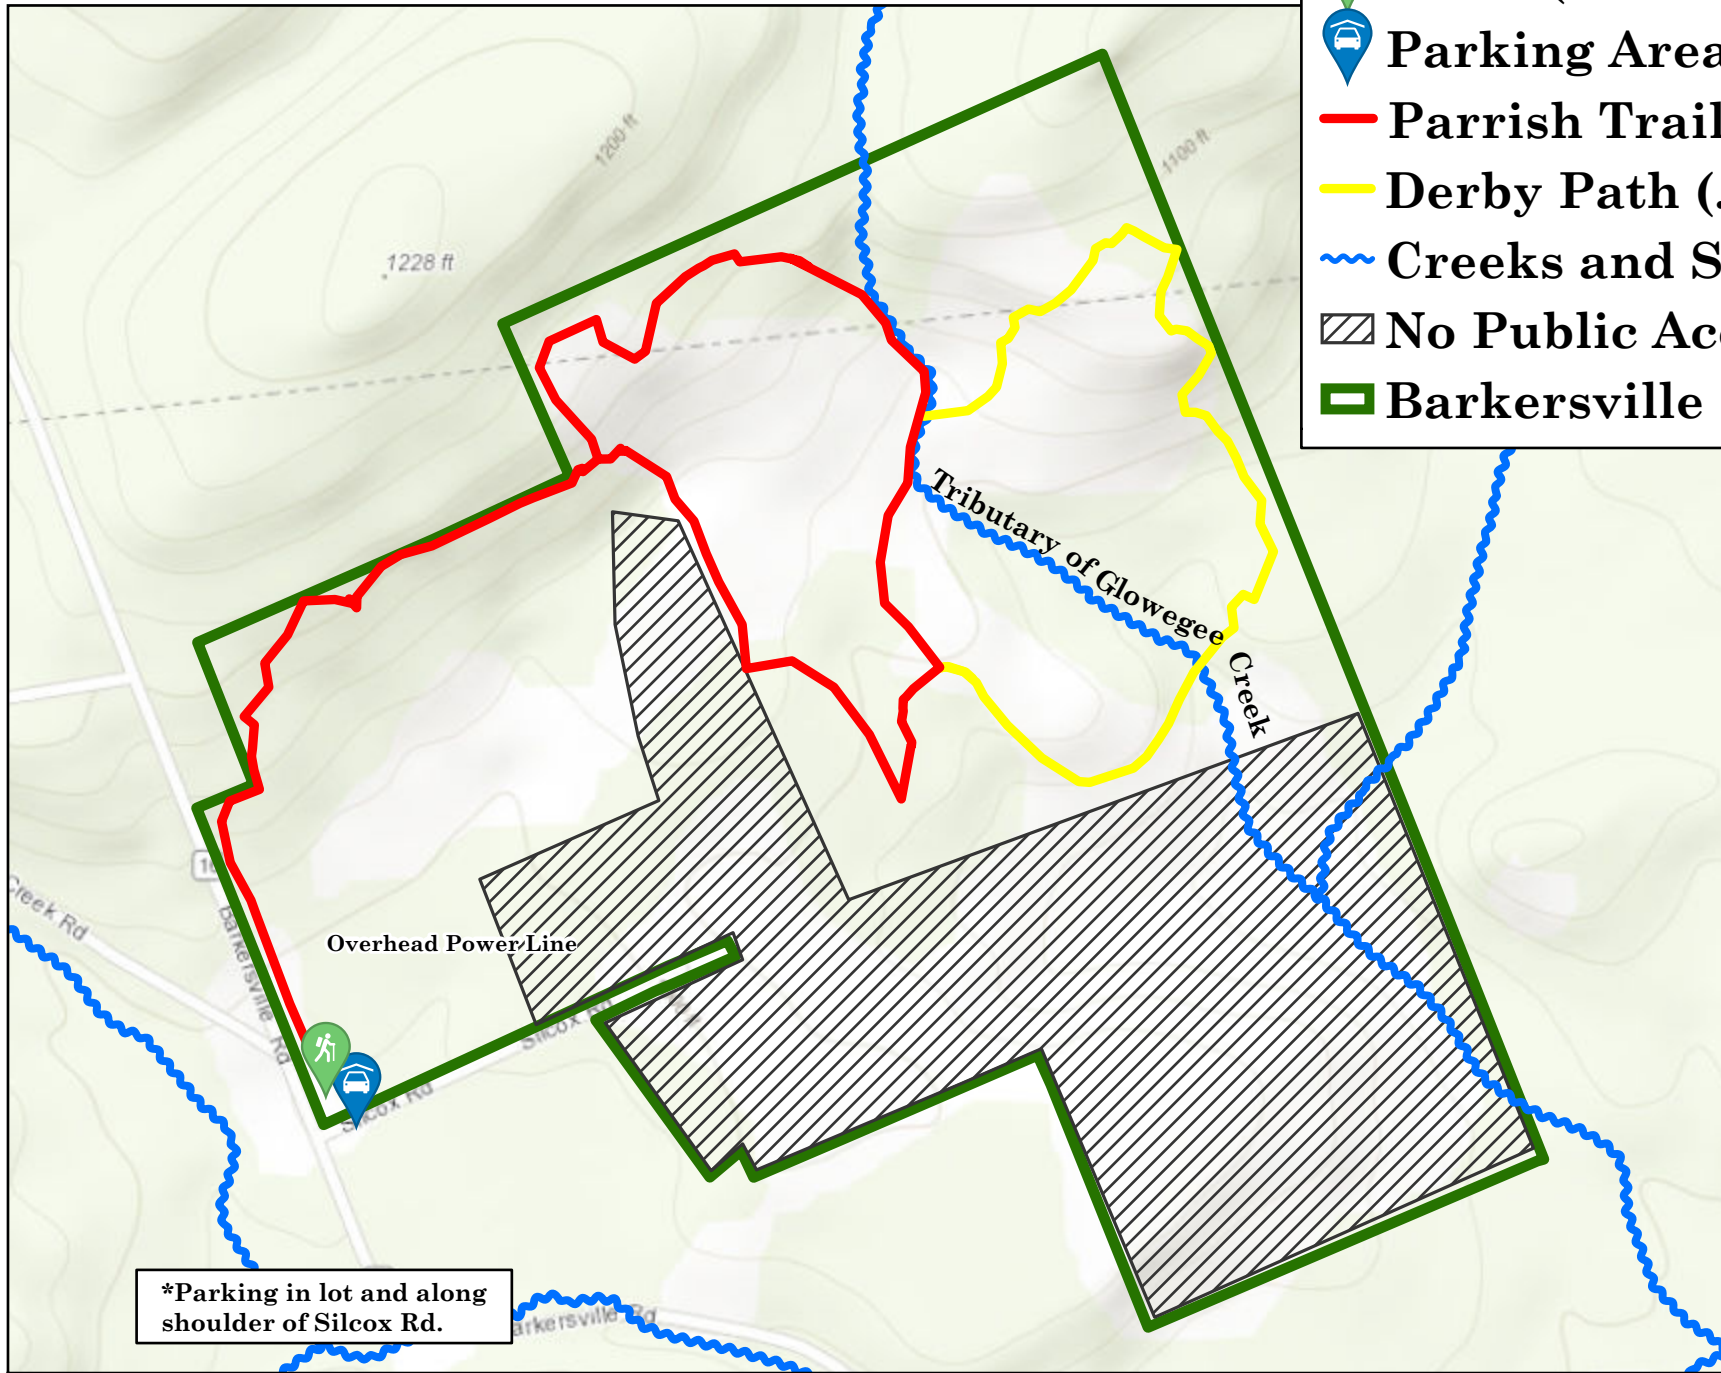 Parking Area
Parrish Trail
Derby Path (
Creeks and S
No Public Acc
Barkersville
1200 ft
1100 ft
1228 ft
Tributary of Glowegee
Creek
Creek Rd
Barkersville Rd
Overhead Power Line
Silcox Rd
Silcox Rd
*Parking in lot and along
shoulder of Silcox Rd.
arkersville Rd